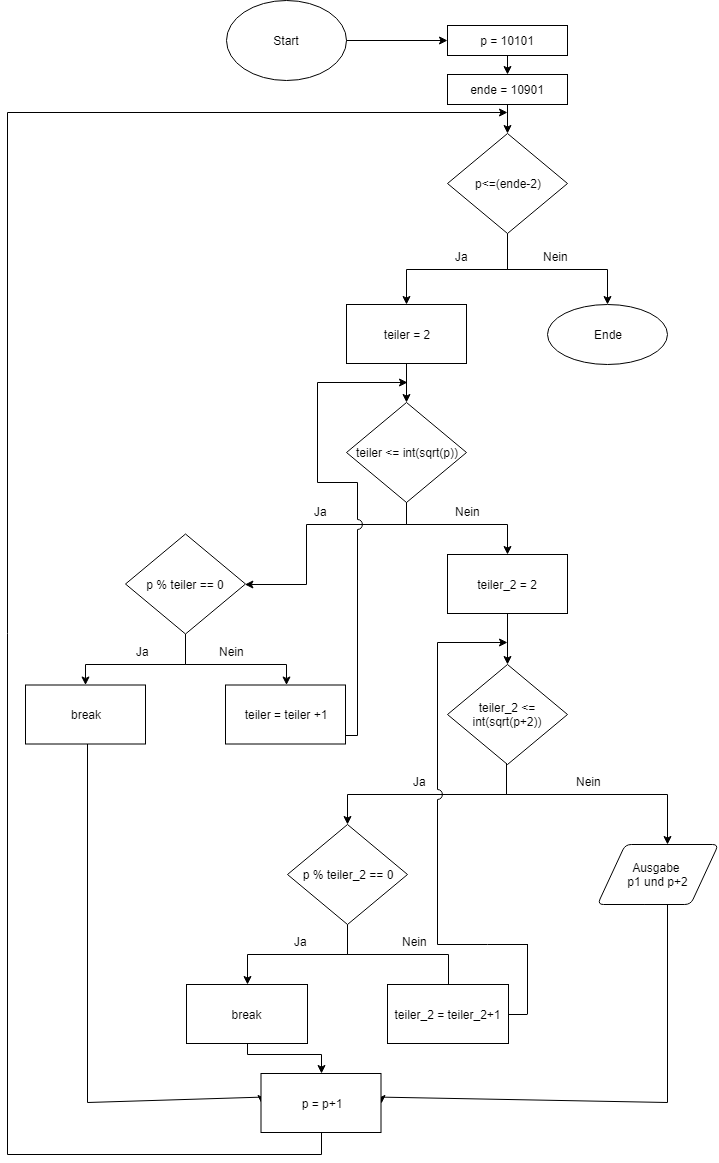 Start
p = 10101
ende = 10901
p<=(ende-2)
Ja
Nein
teiler = 2
Ende
teiler <= int(sqrt(p))
Ja
Nein
p % teiler == 0
teiler_2 = 2
Ja
Nein
break
teiler = teiler +1
teiler_2 <=
int(sqrt(p+2))
Ja
Nein
p % teiler_2 == 0
Ausgabe
p1 und p+2
Ja
Nein
break
teiler_2 = teiler_2+1
p = p+1